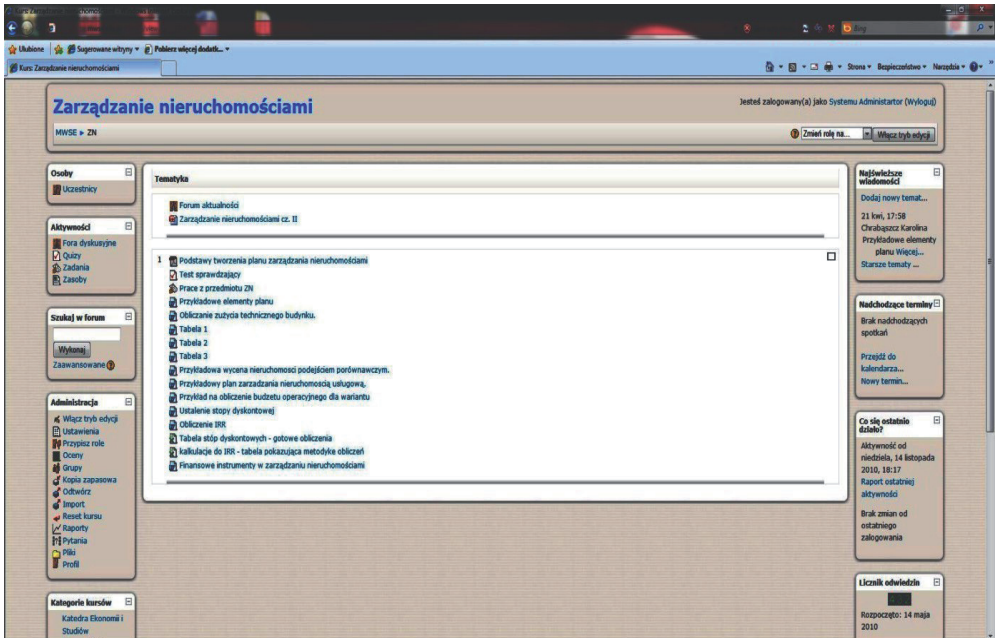 Bing
Ulubione
Sugerowane witryny
Pobierz więcej dodatk...
Kurs: Zarządzanie nieruchomościami
Strona
Bezpieczeństwo
Narzędzia
Zarządzanie nieruchomościami
Jesteś zalogowany(a) jako Systemu Administartor (Wyloguj)
MWSE ► ZN
Zmień rolę na...
Włącz tryb edycji
Osoby
Uczestnicy
Aktywności
Fora dyskusyjne
Quizy
Zadania
Zasoby
Szukaj w forum
Wykonaj
Zaawansowane
Administracja
Włącz tryb edycji
Ustawienia
Przypisz role
Oceny
Grupy
Kopia zapasowa
Odtwórz
Import
Reset kursu
Raporty
Pytania
Pliki
Profil
Kategorie kursów
Katedra Ekonomii i
Studiów
Tematyka
Forum aktualności
Zarządzanie nieruchomościami cz. II
1
Podstawy tworzenia planu zarządzania nieruchomościami
Test sprawdzający
Prace z przedmiotu ZN
Przykładowe elementy planu
Obliczanie zużycia technicznego budynku.
Tabela 1
Tabela 2
Tabela 3
Przykładowa wycena nieruchomosci podejściem porównawczym.
Przykładowy plan zarzadzania nieruchomością usługową.
Przykład na obliczenie budżetu operacyjnego dla wariantu
Ustalenie stopy dyskontowej
Obliczenie IRR
Tabela stóp dyskontowych - gotowe obliczenia
kalkulacje do IRR - tabela pokazująca metodykę obliczeń
Finansowe instrumenty w zarządzaniu nieruchomościami
Najświeższe
wiadomości
Dodaj nowy temat...
21 kwi, 17:58
Chrabąszcz Karolina
Przykładowe elementy
planu Więcej...
Starsze tematy ...
Nadchodzące terminy
Brak nadchodzących
spotkań
Przejdź do
kalendarza...
Nowy termin...
Co się ostatnio
działo?
Aktywność od
niedziela, 14 listopada
2010, 18:17
Raport ostatniej
aktywności
Brak zmian od
ostatniego
zalogowania
Licznik odwiedzin
Rozpoczęto: 14 maja
2010